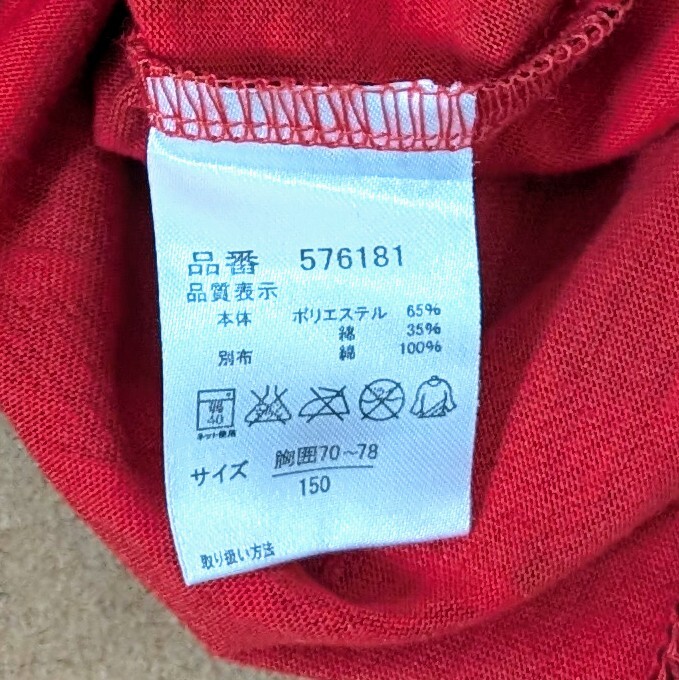 品番 576181
品質表示
本体 ポリエステル 65%
綿 35%
別布 綿 100%
40
ネット使用
サイズ 胸囲70~78
150
取り扱い方法